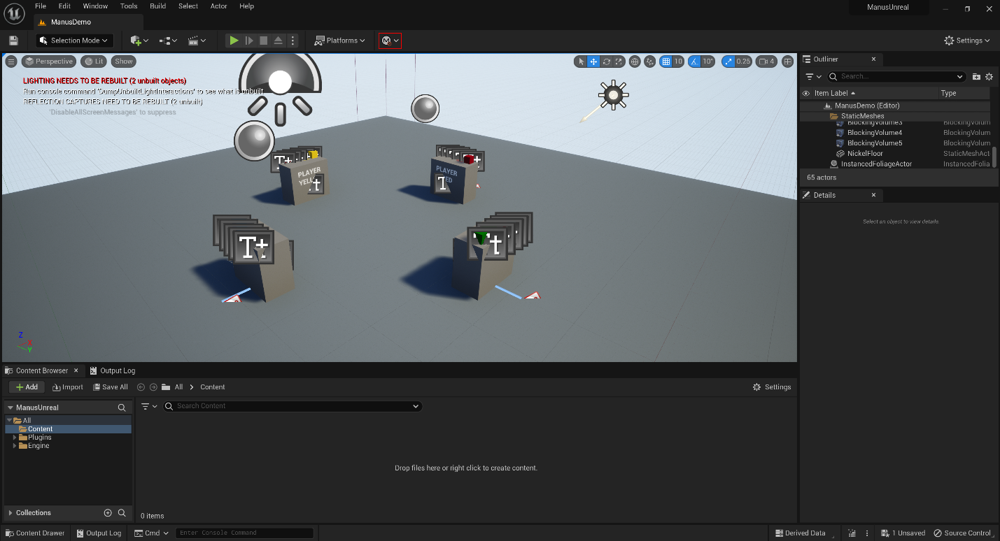 File Edit Window Tools Build Select Actor Help
ManusUnreal
ManusDemo
Selection Mode
Platforms
Settings
Perspective Lit Show
10 10° 0.25 4
LIGHTING NEEDS TO BE REBUILT (2 unbuilt objects)
Run console command 'DumpUnbuiltLightInteractions' to see what is unbuilt.
REFLECTION CAPTURES NEED TO BE REBUILT (2 unbuilt)
'DisableAllScreenMessages' to suppress
PLAYER
PLAYER
Z
X
Y
Outliner
Search...
Item Label Type
ManusDemo (Editor)
StaticMeshes
BlockingVolume3 BlockingVolum
BlockingVolume4 BlockingVolum
BlockingVolume5 BlockingVolum
NickelFloor StaticMeshAct
InstancedFoliageActor InstancedFolia
65 actors
Details
Select an object to view details.
Content Browser Output Log
Add Import Save All All Content Settings
ManusUnreal
Search Content
All
Content
Plugins
Engine
Drop files here or right click to create content.
Collections
0 items
Content Drawer Output Log Cmd Enter Console Command
Derived Data 1 Unsaved Source Control